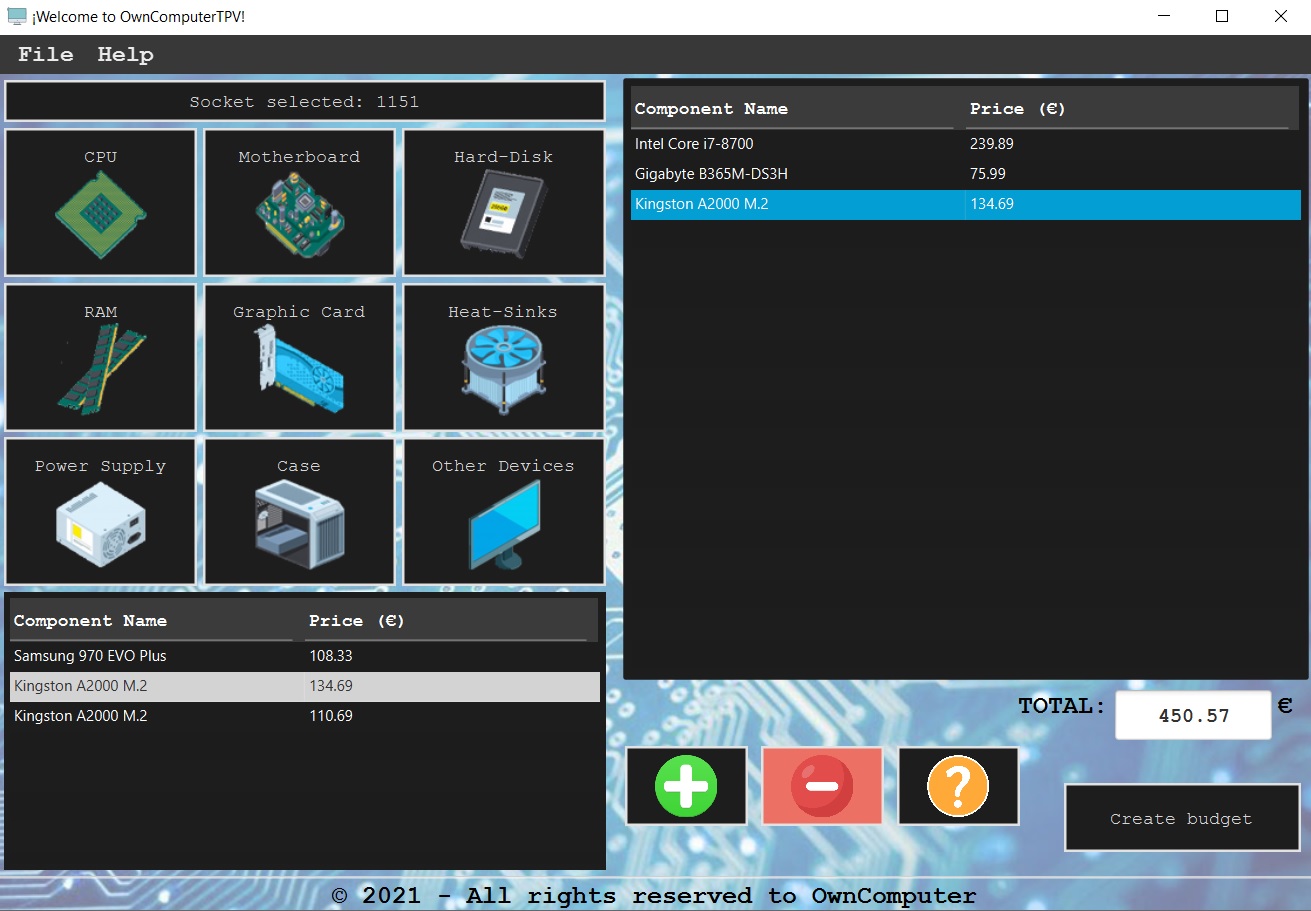 ¡Welcome to OwnComputerTPV!
File Help
Socket selected: 1151
CPU Motherboard Hard-Disk
RAM Graphic Card Heat-Sinks
Power Supply Case Other Devices
Component Name Price (€)
Samsung 970 EVO Plus 108.33
Kingston A2000 M.2 134.69
Kingston A2000 M.2 110.69
Component Name Price (€)
Intel Core i7-8700 239.89
Gigabyte B365M-DS3H 75.99
Kingston A2000 M.2 134.69
TOTAL: 450.57 €
Create budget
© 2021 - All rights reserved to OwnComputer